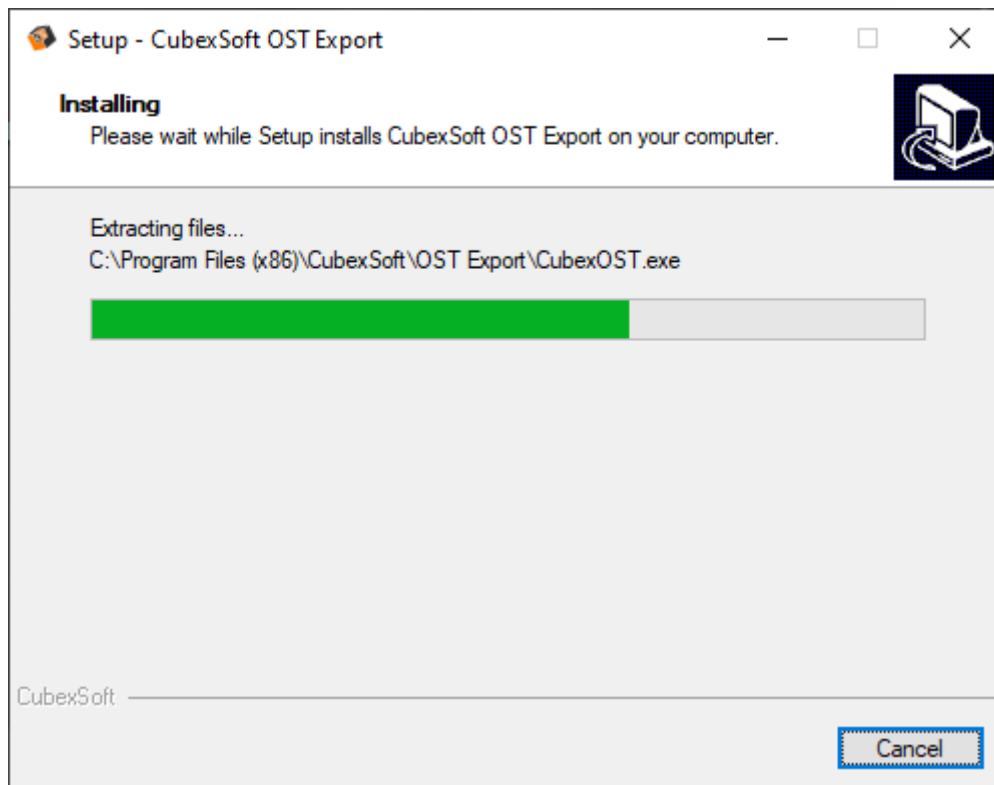 Setup - CubexSoft OST Export
Installing
Please wait while Setup installs CubexSoft OST Export on your computer.
Extracting files...
C:\Program Files (x86)\CubexSoft\OST Export\CubexOST.exe
CubexSoft
Cancel